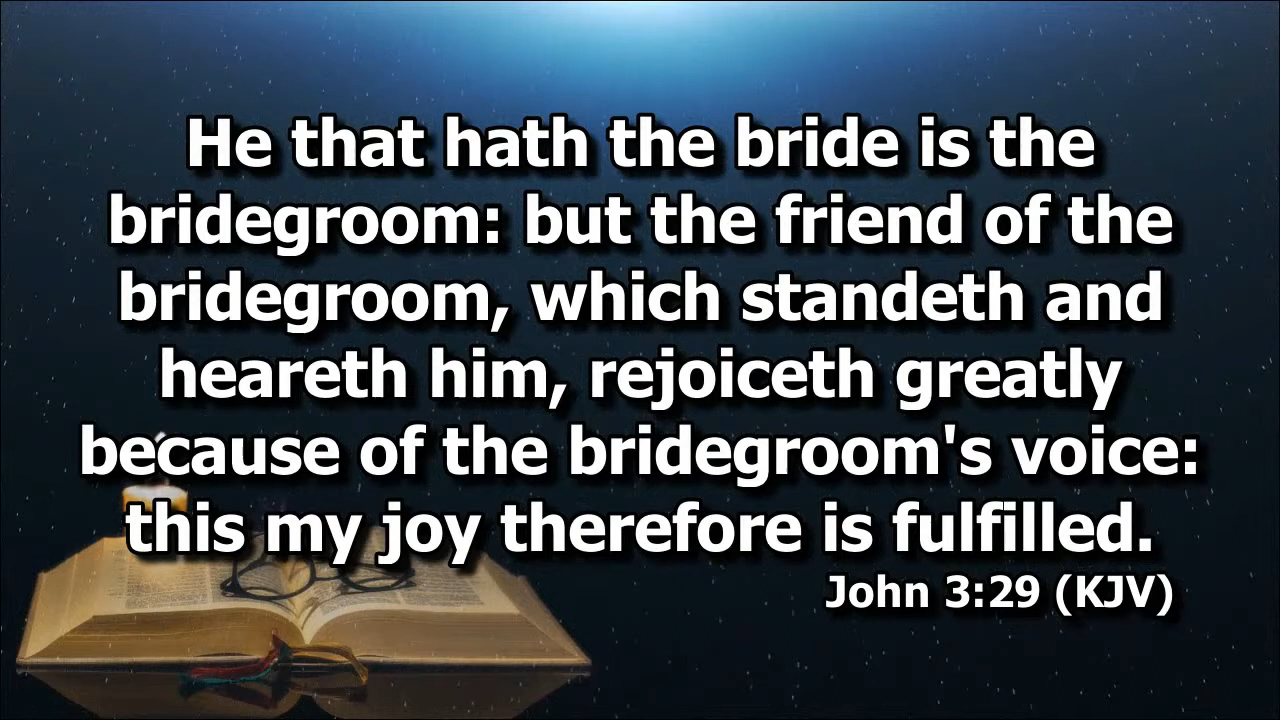 He that hath the bride is the
bridegroom: but the friend of the
bridegroom, which standeth and
heareth him, rejoiceth greatly
because of the bridegroom's voice:
this my joy therefore is fulfilled.
John 3:29 (KJV)